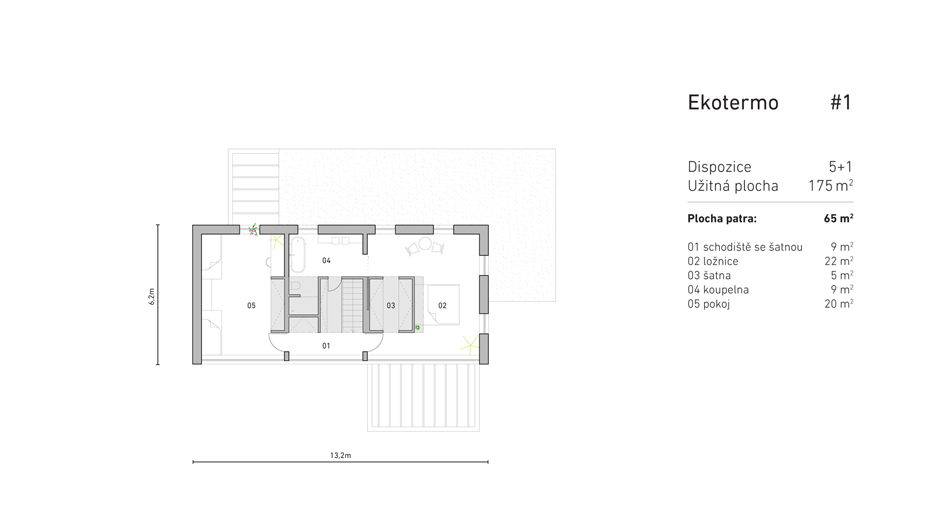 Ekotermo #1
Dispozice 5+1
Užitná plocha 175 m²
Plocha patra: 65 m²
01 schodiště se šatnou 9 m²
02 ložnice 22 m²
03 šatna 5 m²
04 koupelna 9 m²
05 pokoj 20 m²
04
05
03
02
01
6,2m
13,2m